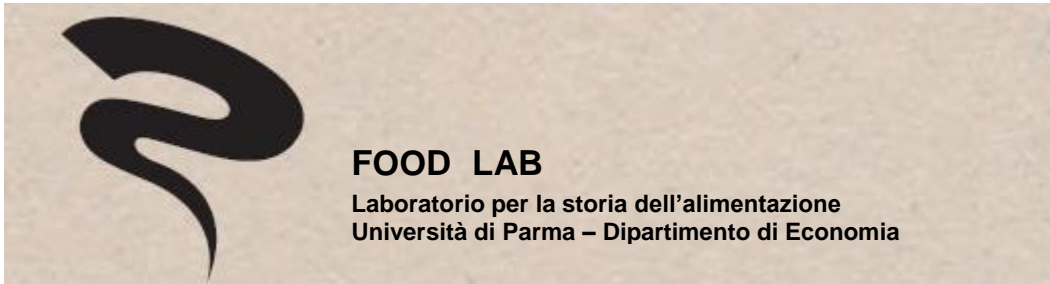 FOOD LAB
Laboratorio per la storia dell’alimentazione
Università di Parma – Dipartimento di Economia